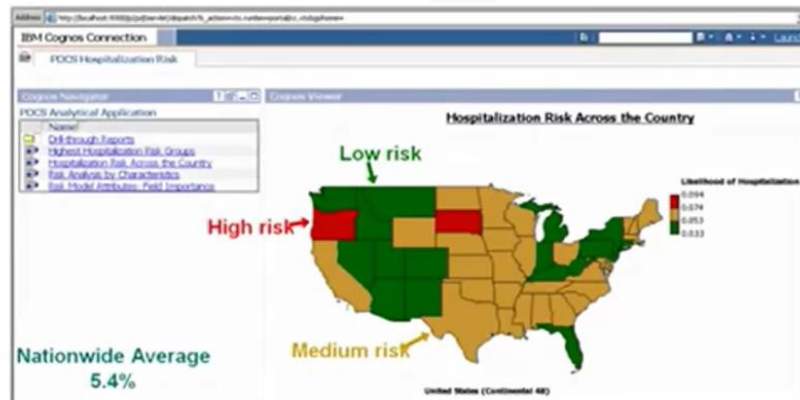 Address
IBM Cognos Connection
PDCS Hospitalization Risk
Cognos Navigator
Cognos Viewer
PDCS Analytical Application
Name
Drill-through Reports
Highest Hospitalization Risk Groups
Hospitalization Risk Across the Country
Risk Analysis by Characteristics
Risk Model Attributes: Field Importance
Hospitalization Risk Across the Country
Low risk
High risk
Medium risk
Likelihood of Hospitalization
0.094
0.074
0.053
0.033
Nationwide Average
5.4%
United States (Continental 48)